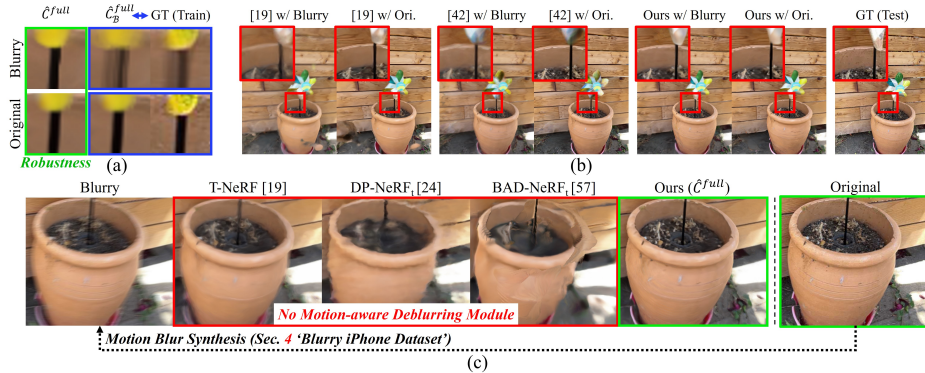 Ĉ^full Ĉ_B^full ↔ GT (Train)
Blurry
Original
Robustness
(a)
[19] w/ Blurry [19] w/ Ori. [42] w/ Blurry [42] w/ Ori. Ours w/ Blurry Ours w/ Ori. GT (Test)
(b)
Blurry T-NeRF [19] DP-NeRF_t [24] BAD-NeRF_t [57] Ours (Ĉ^full) Original
No Motion-aware Deblurring Module
Motion Blur Synthesis (Sec. 4 ‘Blurry iPhone Dataset’)
(c)